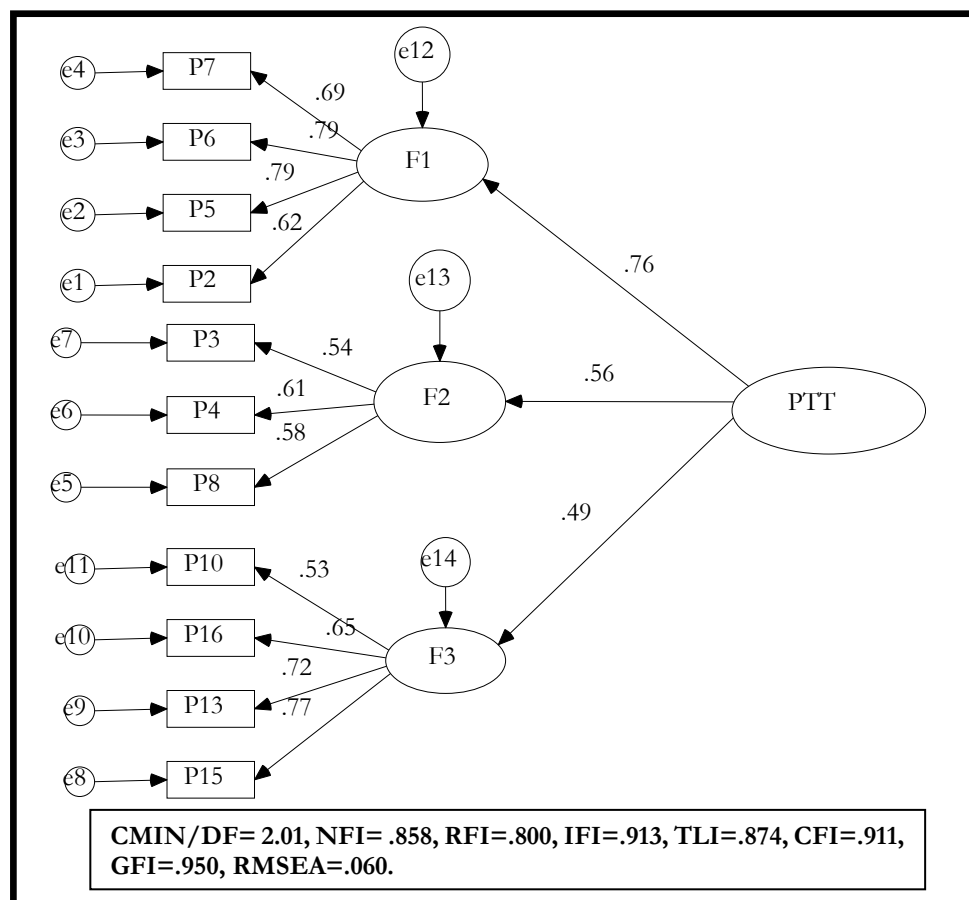 e12
e4 P7
.69
e3 P6 .79 F1
.79
e2 P5
.62
e1 P2 .76
e13
e7 P3
.54
.56
e6 P4 .61 F2 PTT
.58
e5 P8
.49
e14
e11 P10 .53
e10 P16 .65
F3
.72
e9 P13 .77
e8 P15
CMIN/DF= 2.01, NFI= .858, RFI=.800, IFI=.913, TLI=.874, CFI=.911,
GFI=.950, RMSEA=.060.